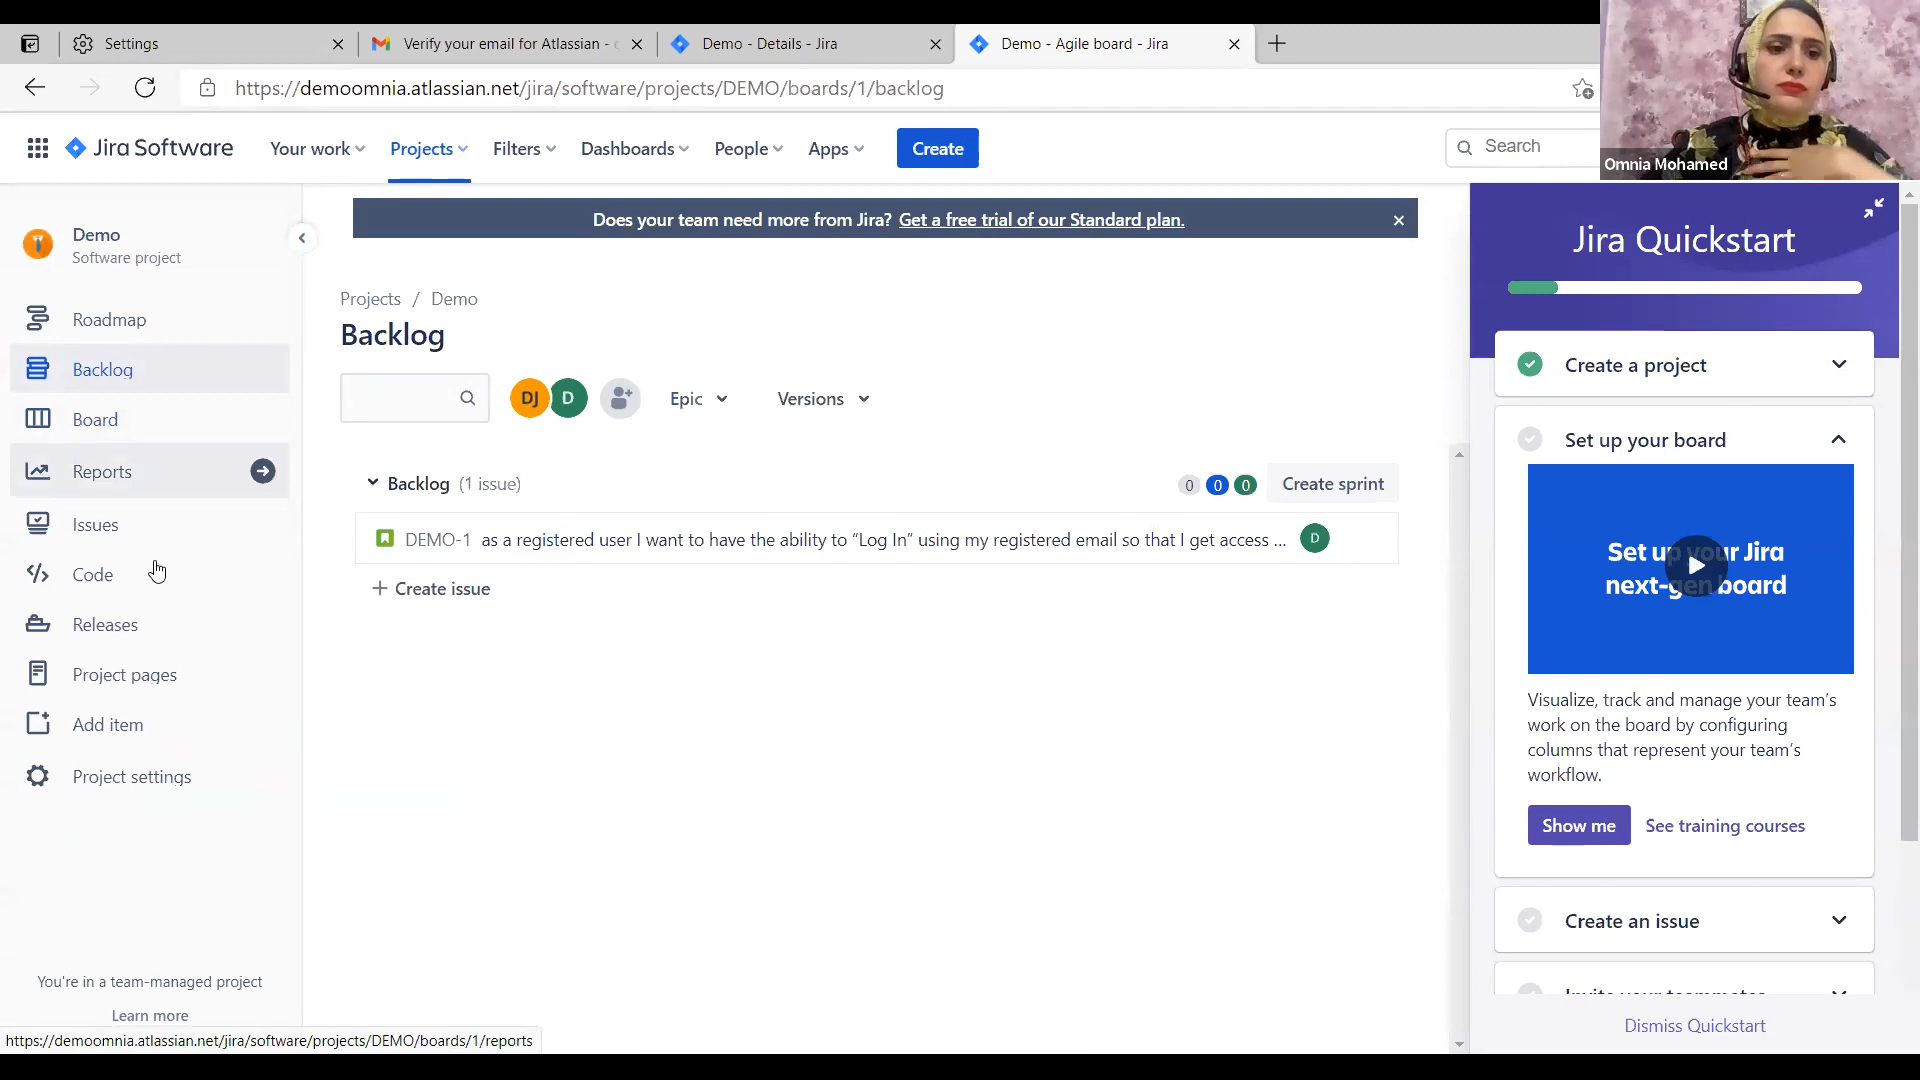 Settings
Verify your email for Atlassian -
Demo - Details - Jira
Demo - Agile board - Jira
https://demoomnia.atlassian.net/jira/software/projects/DEMO/boards/1/backlog
Omnia Mohamed
Jira Software
Your work
Projects
Filters
Dashboards
People
Apps
Create
Search
Demo
Software project
Roadmap
Backlog
Board
Reports
Issues
Code
Releases
Project pages
Add item
Project settings
You're in a team-managed project
Learn more
https://demoomnia.atlassian.net/jira/software/projects/DEMO/boards/1/reports
Does your team need more from Jira? Get a free trial of our Standard plan.
Projects / Demo
Backlog
DJ
D
Epic
Versions
Backlog (1 issue)
0 0 0
Create sprint
DEMO-1 as a registered user I want to have the ability to “Log In” using my registered email so that I get access ...
D
+ Create issue
Jira Quickstart
Create a project
Set up your board
Set up your Jira
next-gen board
Visualize, track and manage your team's
work on the board by configuring
columns that represent your team's
workflow.
Show me
See training courses
Create an issue
Invite your teammates
Dismiss Quickstart